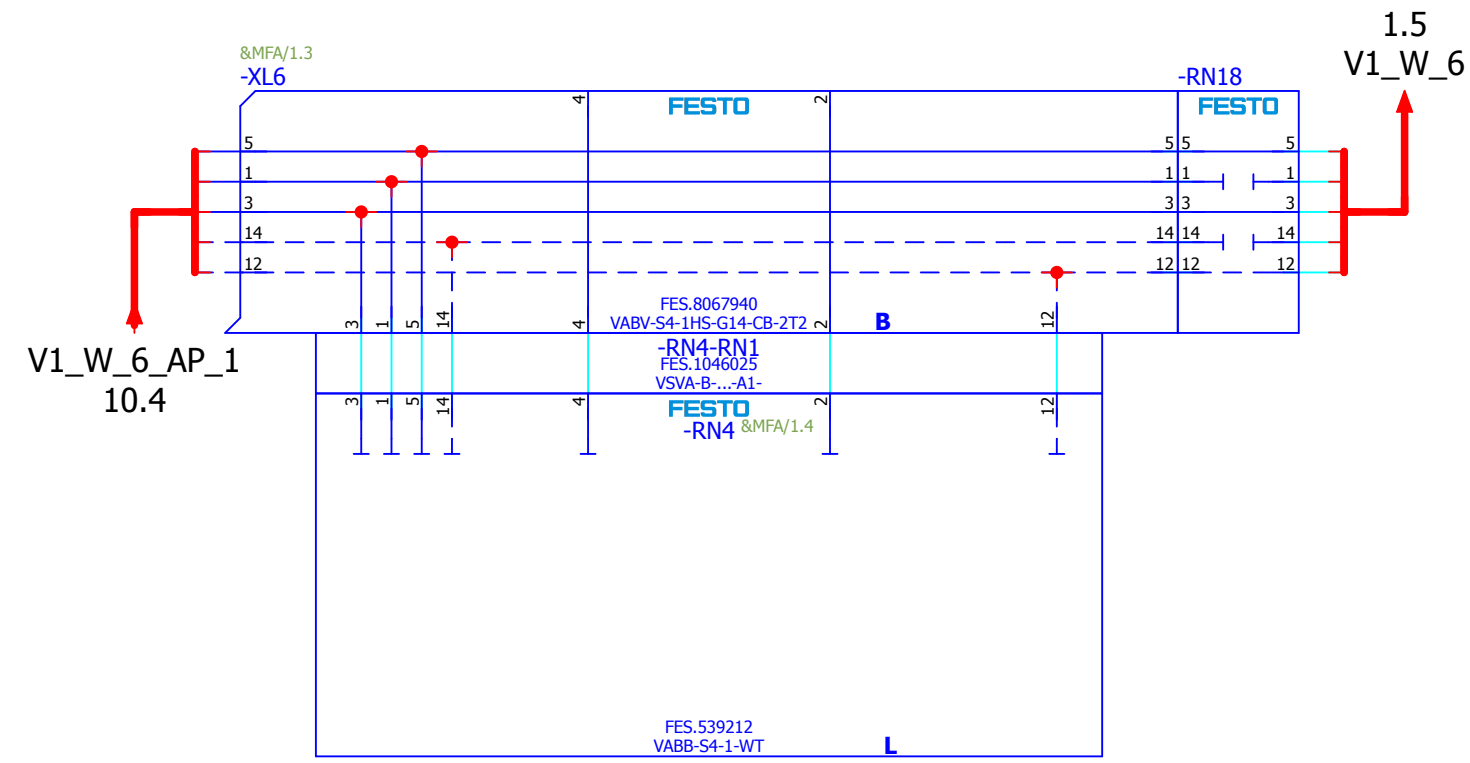 1.5
V1_W_6
&MFA/1.3
-XL6
-RN18
4
FESTO
2
FESTO
5
5 5
5
1
1 1
1
3
3 3
3
14
14 14
14
12
12 12
12
FES.8067940
VABV-S4-1HS-G14-CB-2T2
B
3 1 5 14 4 2 12
V1_W_6_AP_1
10.4
-RN4-RN1
FES.1046025
VSVA-B-...-A1-
3 1 5 14 4 2 12
FESTO
-RN4
&MFA/1.4
FES.539212
VABB-S4-1-WT
L